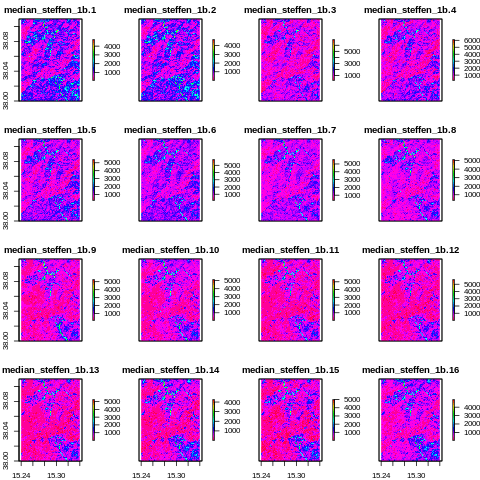 median_steffen_1b.1 median_steffen_1b.2 median_steffen_1b.3 median_steffen_1b.4
38.00 38.04 38.08
1000 2000 3000 4000
1000 2000 3000 4000
1000 3000 5000
1000 2000 3000 4000 5000 6000
median_steffen_1b.5 median_steffen_1b.6 median_steffen_1b.7 median_steffen_1b.8
38.00 38.04 38.08
1000 2000 3000 4000 5000
1000 2000 3000 4000 5000
1000 2000 3000 4000 5000
1000 2000 3000 4000 5000
median_steffen_1b.9 median_steffen_1b.10 median_steffen_1b.11 median_steffen_1b.12
38.00 38.04 38.08
1000 2000 3000 4000 5000
1000 2000 3000 4000 5000
1000 2000 3000 4000 5000
1000 2000 3000 4000 5000
median_steffen_1b.13 median_steffen_1b.14 median_steffen_1b.15 median_steffen_1b.16
38.00 38.04 38.08
1000 2000 3000 4000 5000
1000 2000 3000 4000
1000 2000 3000 4000 5000
1000 2000 3000 4000 5000
15.24 15.30 15.24 15.30 15.24 15.30 15.24 15.30